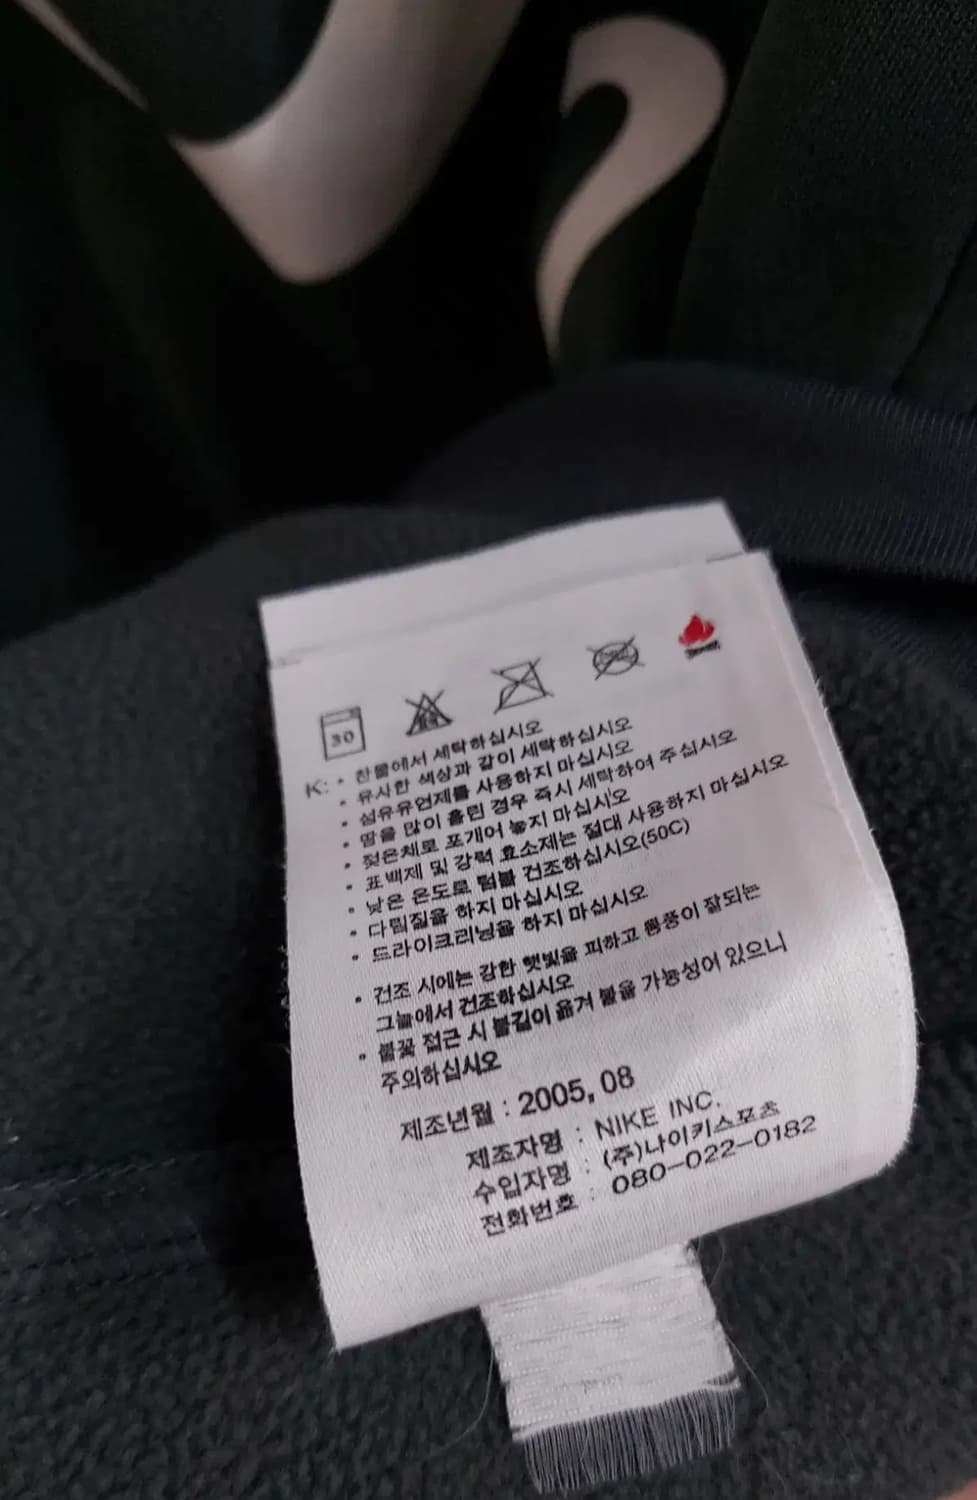 30
K: • 찬물에서 세탁하십시오
• 유사한 색상과 같이 세탁하십시오
• 섬유유연제를 사용하지 마십시오
• 땀을 많이 흘린 경우 즉시 세탁하여 주십시오
• 젖은채로 포개어 놓지 마십시오
• 표백제 및 강력 효소제는 절대 사용하지 마십시오
• 낮은 온도로 텀블 건조하십시오(50C)
• 다림질을 하지 마십시오
• 드라이크리닝을 하지 마십시오
• 건조 시에는 강한 햇빛을 피하고 통풍이 잘되는
그늘에서 건조하십시오
• 불꽃 접근 시 불길이 옮겨 붙을 가능성이 있으니
주의하십시오
제조년월 : 2005, 08
제조자명 : NIKE INC.
수입자명 : (주)나이키스포츠
전화번호 : 080-022-0182